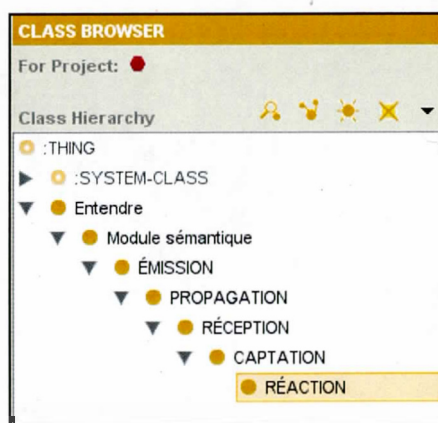 CLASS BROWSER
For Project:
Class Hierarchy
:THING
:SYSTEM-CLASS
Entendre
Module sémantique
ÉMISSION
PROPAGATION
RÉCEPTION
CAPTATION
RÉACTION